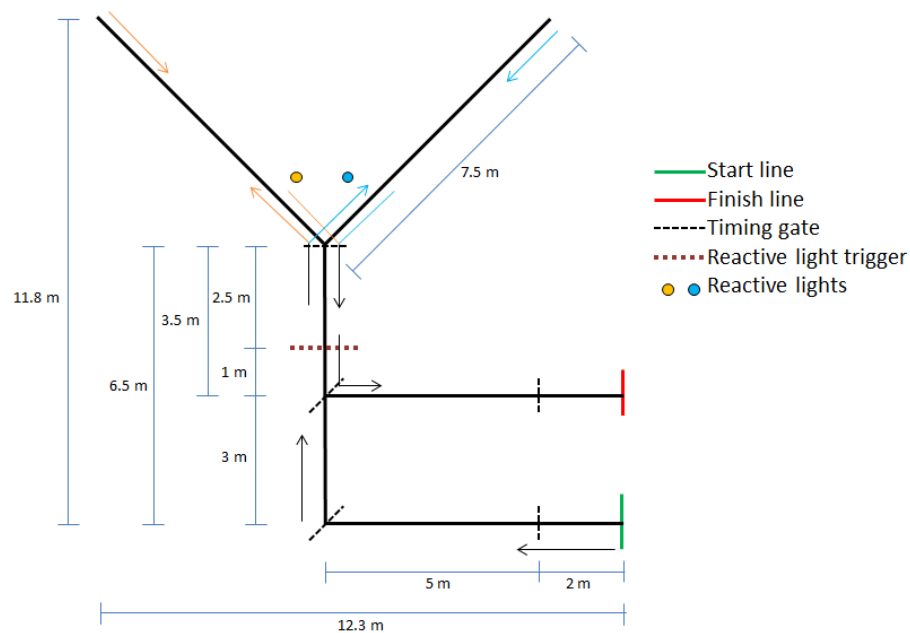 7.5 m
Start line
Finish line
Timing gate
Reactive light trigger
Reactive lights
11.8 m
2.5 m
3.5 m
6.5 m
1 m
3 m
5 m
2 m
12.3 m